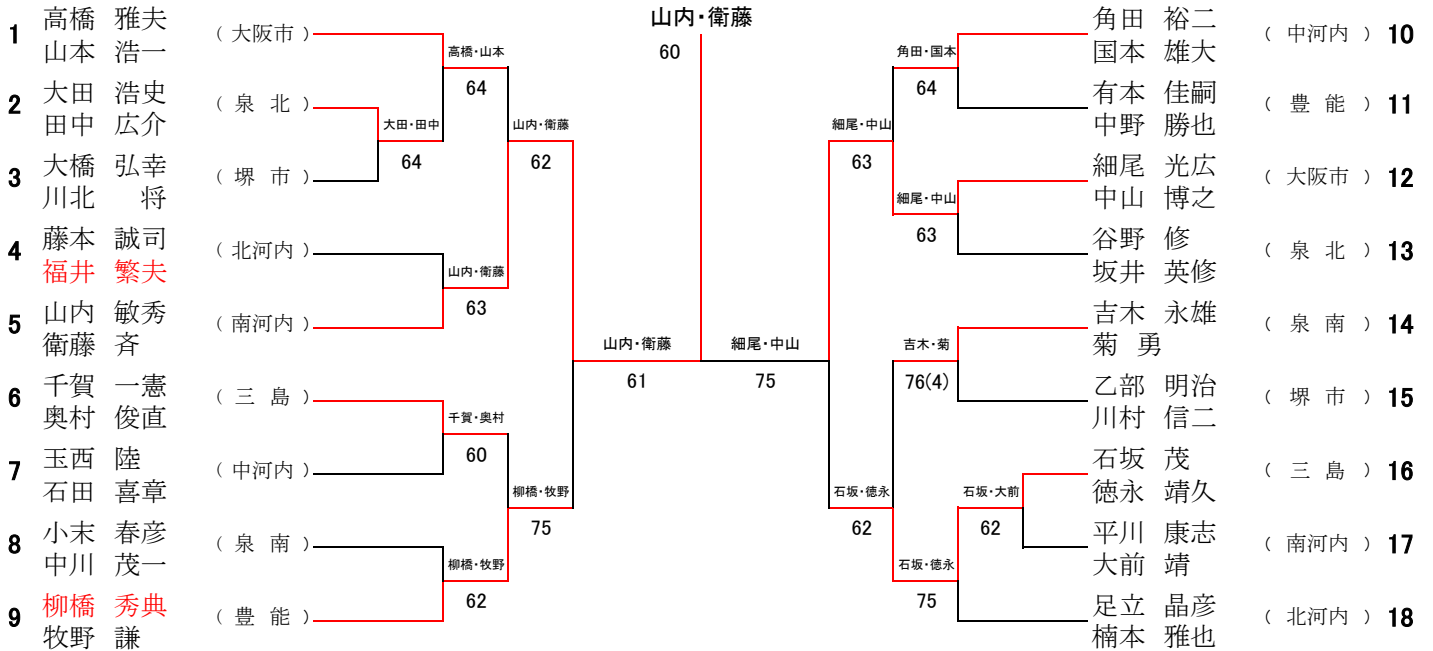 山内・衛藤
60
1 高橋 雅夫
山本 浩一
( 大阪市 )
2 大田 浩史
田中 広介
( 泉 北 )
3 大橋 弘幸
川北 将
( 堺 市 )
4 藤本 誠司
福井 繁夫
( 北河内 )
5 山内 敏秀
衛藤 斉
( 南河内 )
6 千賀 一憲
奥村 俊直
( 三 島 )
7 玉西 陸
石田 喜章
( 中河内 )
8 小末 春彦
中川 茂一
( 泉 南 )
9 柳橋 秀典
牧野 謙
( 豊 能 )
高橋・山本
64
大田・田中
64
山内・衛藤
62
山内・衛藤
63
千賀・奥村
60
柳橋・牧野
75
柳橋・牧野
62
山内・衛藤
61
細尾・中山
75
角田・国本
64
細尾・中山
63
細尾・中山
63
吉木・菊
76(4)
石坂・徳永
62
石坂・大前
62
石坂・徳永
75
角田 裕二
国本 雄大
( 中河内 ) 10
有本 佳嗣
中野 勝也
( 豊 能 ) 11
細尾 光広
中山 博之
( 大阪市 ) 12
谷野 修
坂井 英修
( 泉 北 ) 13
吉木 永雄
菊 勇
( 泉 南 ) 14
乙部 明治
川村 信二
( 堺 市 ) 15
石坂 茂
徳永 靖久
( 三 島 ) 16
平川 康志
大前 靖
( 南河内 ) 17
足立 晶彦
楠本 雅也
( 北河内 ) 18